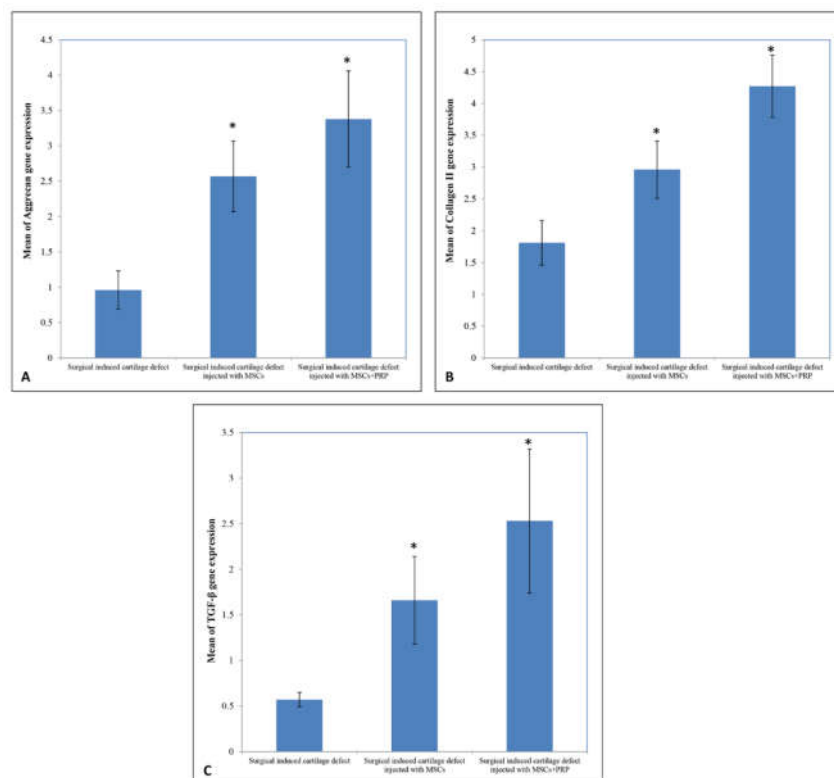 4.5
4
3.5
3
2.5
2
1.5
1
0.5
0
Mean of Aggrecan gene expression
*
*
Surgical induced cartilage defect
Surgical induced cartilage defect
injected with MSCs
Surgical induced cartilage defect
injected with MSCs+PRP
A
5
4.5
4
3.5
3
2.5
2
1.5
1
0.5
0
Mean of Collagen II gene expression
*
*
Surgical induced cartilage defect
Surgical induced cartilage defect
injected with MSCs
Surgical induced cartilage defect
injected with MSCs+PRP
B
3.5
3
2.5
2
1.5
1
0.5
0
Mean of TGF-β gene expression
*
*
Surgical induced cartilage defect
Surgical induced cartilage defect
injected with MSCs
Surgical induced cartilage defect
injected with MSCs+PRP
C